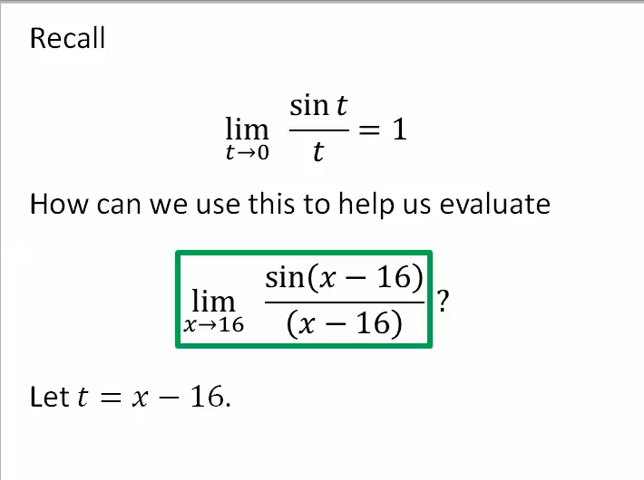 Recall
lim t→0 sin t / t = 1
How can we use this to help us evaluate
lim x→16 sin(x − 16) / (x − 16) ?
Let t = x − 16.